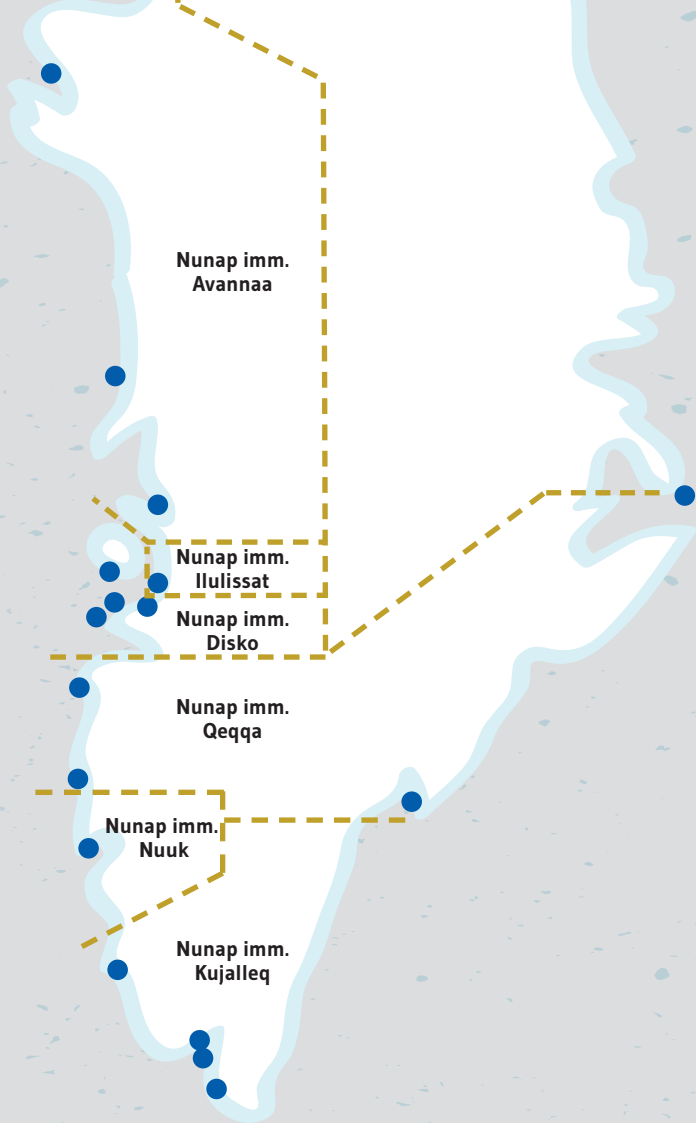 Nunap imm.
Avannaa
Nunap imm.
Ilulissat
Nunap imm.
Disko
Nunap imm.
Qeqqa
Nunap imm.
Nuuk
Nunap imm.
Kujalleq